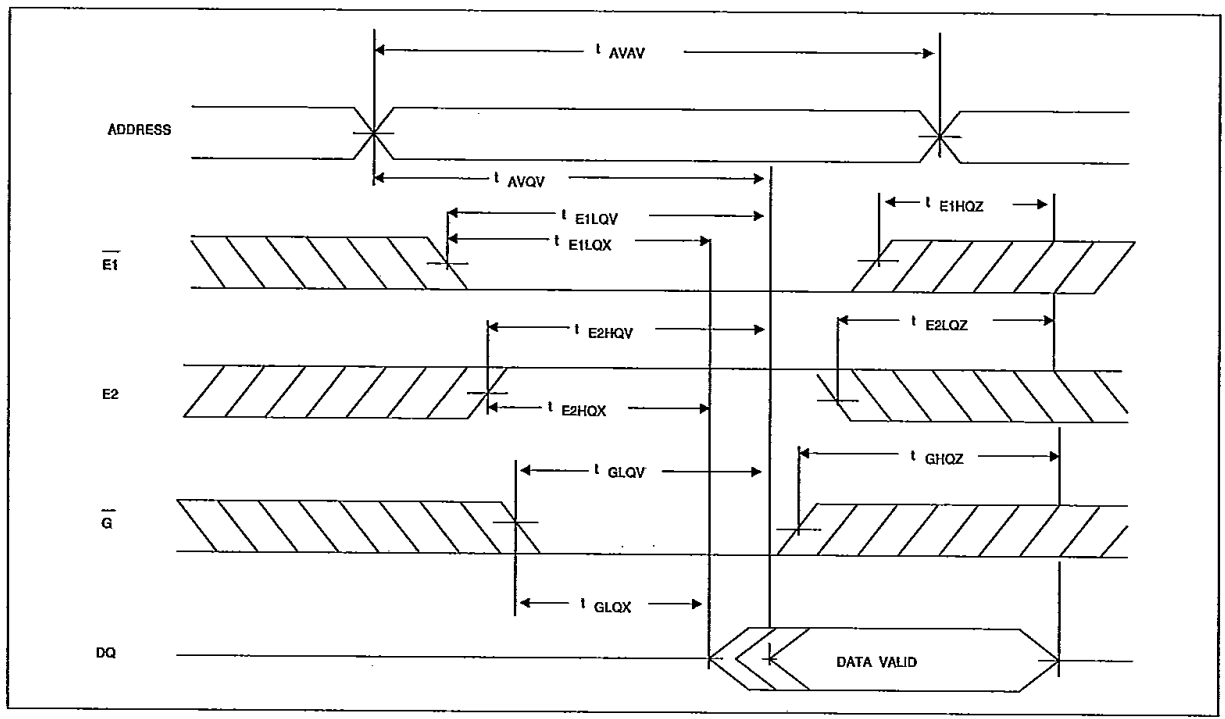 t AVAV
ADDRESS
t AVQV
t E1LQV
t E1HQZ
t E1LQX
E1
t E2HQV
t E2LQZ
E2
t E2HQX
t GLQV
t GHQZ
G
t GLQX
DQ
DATA VALID